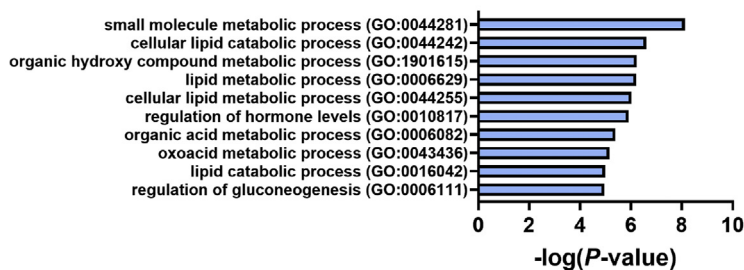 small molecule metabolic process (GO:0044281)
cellular lipid catabolic process (GO:0044242)
organic hydroxy compound metabolic process (GO:1901615)
lipid metabolic process (GO:0006629)
cellular lipid metabolic process (GO:0044255)
regulation of hormone levels (GO:0010817)
organic acid metabolic process (GO:0006082)
oxoacid metabolic process (GO:0043436)
lipid catabolic process (GO:0016042)
regulation of gluconeogenesis (GO:0006111)
0 2 4 6 8 10
-log(P-value)